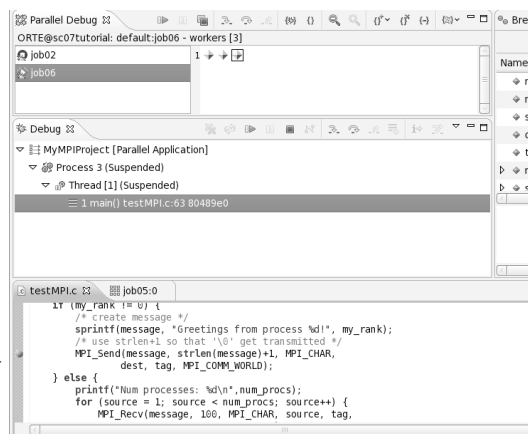 Parallel Debug
Bre
ORTE@sc07tutorial: default:job06 - workers [3]
job02
1
job06
Name
Debug
MyMPIProject [Parallel Application]
Process 3 (Suspended)
Thread [1] (Suspended)
1 main() testMPI.c:63 80489e0
testMPI.c
job05:0
if (my_rank != 0) {
/* create message */
sprintf(message, "Greetings from process %d!", my_rank);
/* use strlen+1 so that '\0' get transmitted */
MPI_Send(message, strlen(message)+1, MPI_CHAR,
dest, tag, MPI_COMM_WORLD);
} else {
printf("Num processes: %d\n",num_procs);
for (source = 1; source < num_procs; source++) {
MPI_Recv(message, 100, MPI_CHAR, source, tag,